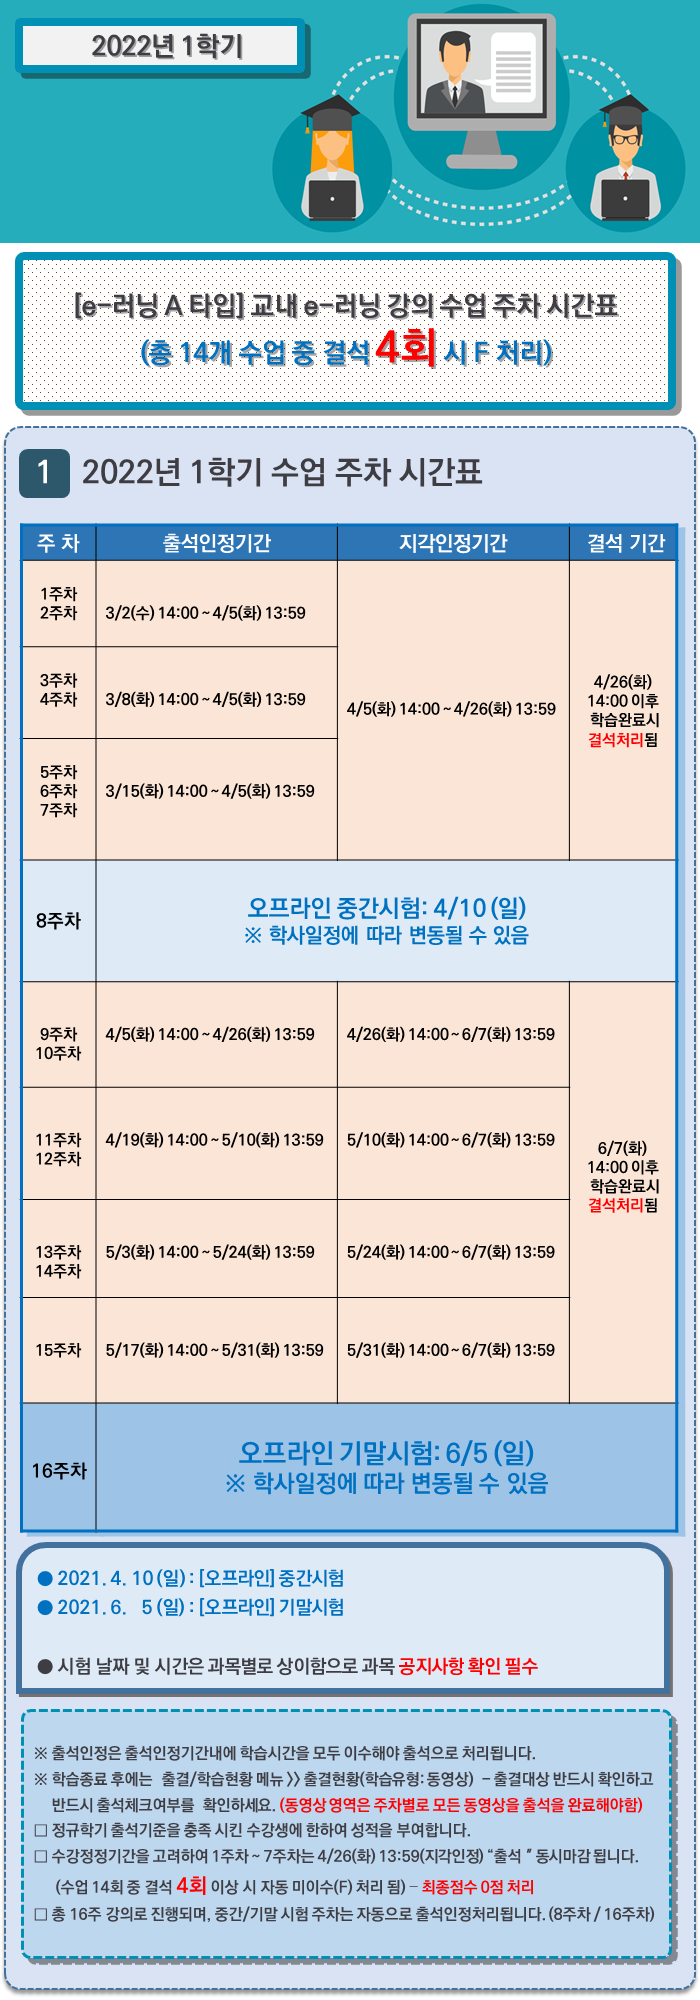 2022년 1학기
[e-러닝 A 타입] 교내 e-러닝 강의 수업 주차 시간표
(총 14개 수업 중 결석 4회 시 F 처리)
1 2022년 1학기 수업 주차 시간표
주 차 출석인정기간 지각인정기간 결석 기간
1주차
2주차
3/2(수) 14:00 ~ 4/5(화) 13:59
3주차
4주차
3/8(화) 14:00 ~ 4/5(화) 13:59
5주차
6주차
7주차
3/15(화) 14:00 ~ 4/5(화) 13:59
4/5(화) 14:00 ~ 4/26(화) 13:59
4/26(화)
14:00 이후
학습완료시
결석처리됨
8주차
오프라인 중간시험: 4/10 (일)
※ 학사일정에 따라 변동될 수 있음
9주차
10주차
4/5(화) 14:00 ~ 4/26(화) 13:59
4/26(화) 14:00 ~ 6/7(화) 13:59
11주차
12주차
4/19(화) 14:00 ~ 5/10(화) 13:59
5/10(화) 14:00 ~ 6/7(화) 13:59
13주차
14주차
5/3(화) 14:00 ~ 5/24(화) 13:59
5/24(화) 14:00 ~ 6/7(화) 13:59
15주차
5/17(화) 14:00 ~ 5/31(화) 13:59
5/31(화) 14:00 ~ 6/7(화) 13:59
6/7(화)
14:00 이후
학습완료시
결석처리됨
16주차
오프라인 기말시험: 6/5 (일)
※ 학사일정에 따라 변동될 수 있음
● 2021. 4. 10 (일) : [오프라인] 중간시험
● 2021. 6. 5 (일) : [오프라인] 기말시험
● 시험 날짜 및 시간은 과목별로 상이함으로 과목 공지사항 확인 필수
※ 출석인정은 출석인정기간내에 학습시간을 모두 이수해야 출석으로 처리됩니다.
※ 학습종료 후에는 출결/학습현황 메뉴 》 출결현황(학습유형: 동영상) - 출결대상 반드시 확인하고
반드시 출석체크여부를 확인하세요. (동영상 영역은 주차별로 모든 동영상을 출석을 완료해야함)
□ 정규학기 출석기준을 충족 시킨 수강생에 한하여 성적을 부여합니다.
□ 수강정정기간을 고려하여 1주차 ~ 7주차는 4/26(화) 13:59(지각인정) “출석 ” 동시마감 됩니다.
(수업 14회 중 결석 4회 이상 시 자동 미이수(F) 처리 됨) - 최종점수 0점 처리
□ 총 16주 강의로 진행되며, 중간/기말 시험 주차는 자동으로 출석인정처리됩니다. (8주차 / 16주차)